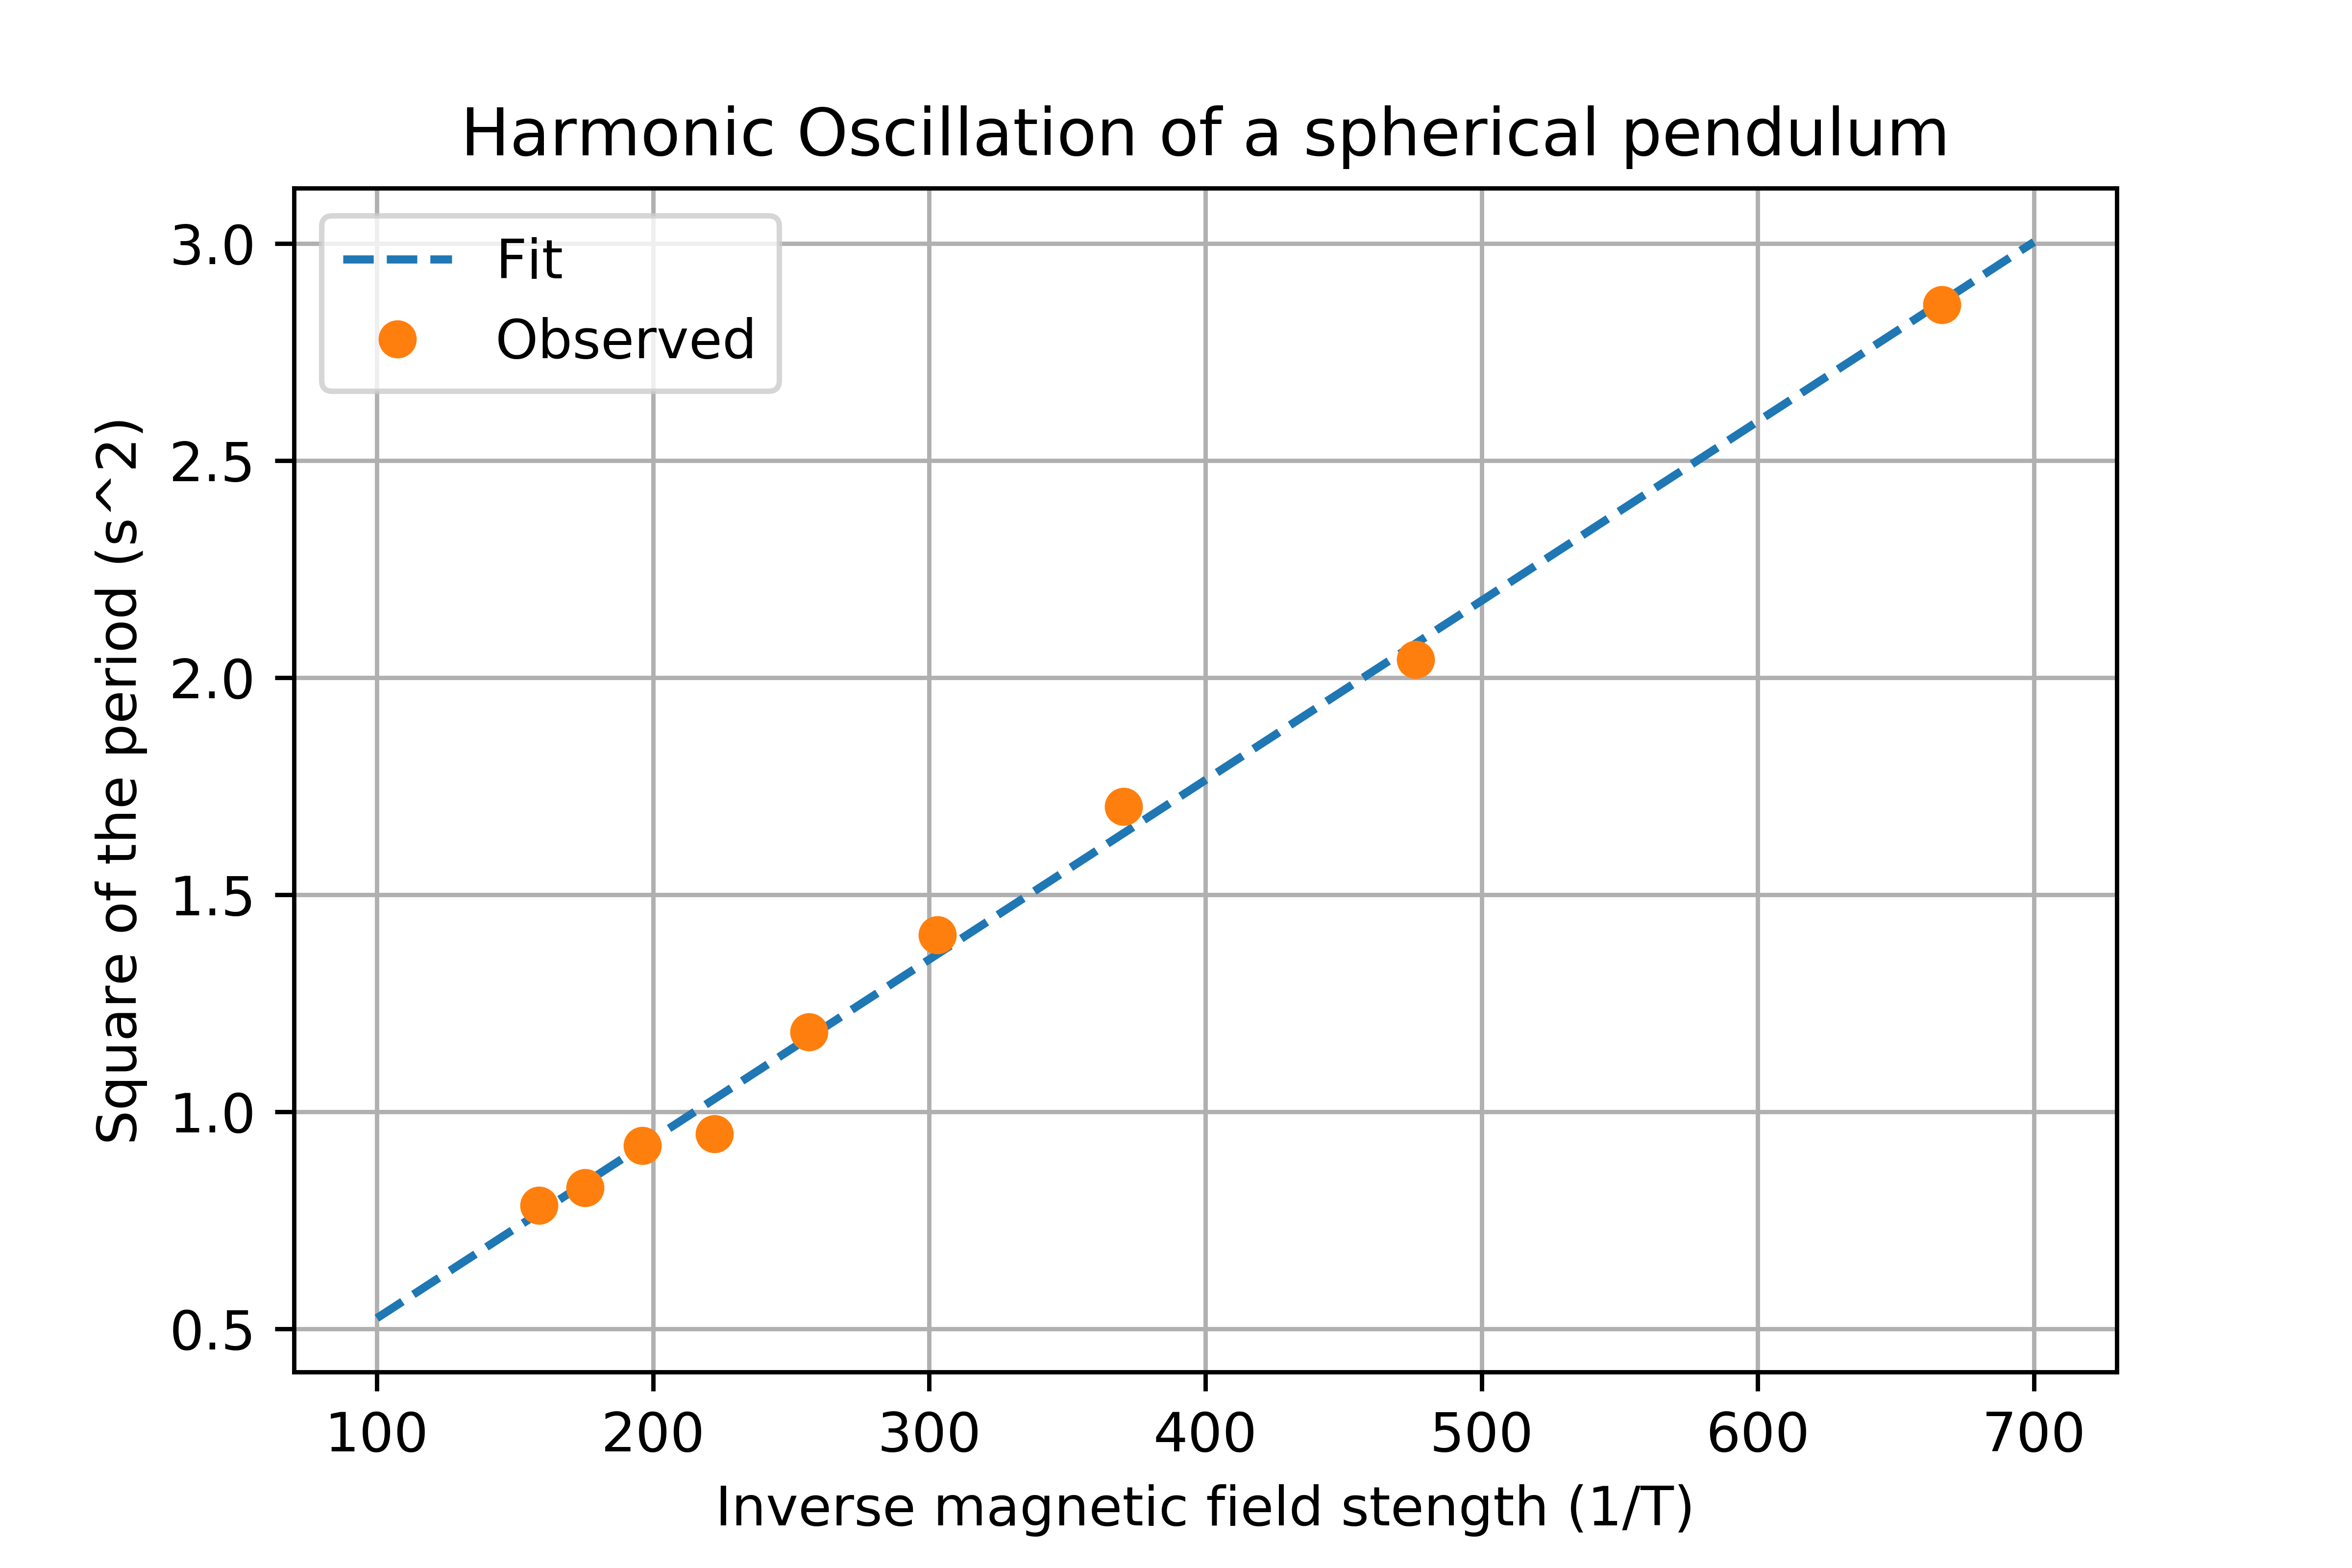 Harmonic Oscillation of a spherical pendulum
Fit
Observed
Square of the period (s^2)
3.0
2.5
2.0
1.5
1.0
0.5
100 200 300 400 500 600 700
Inverse magnetic field stength (1/T)